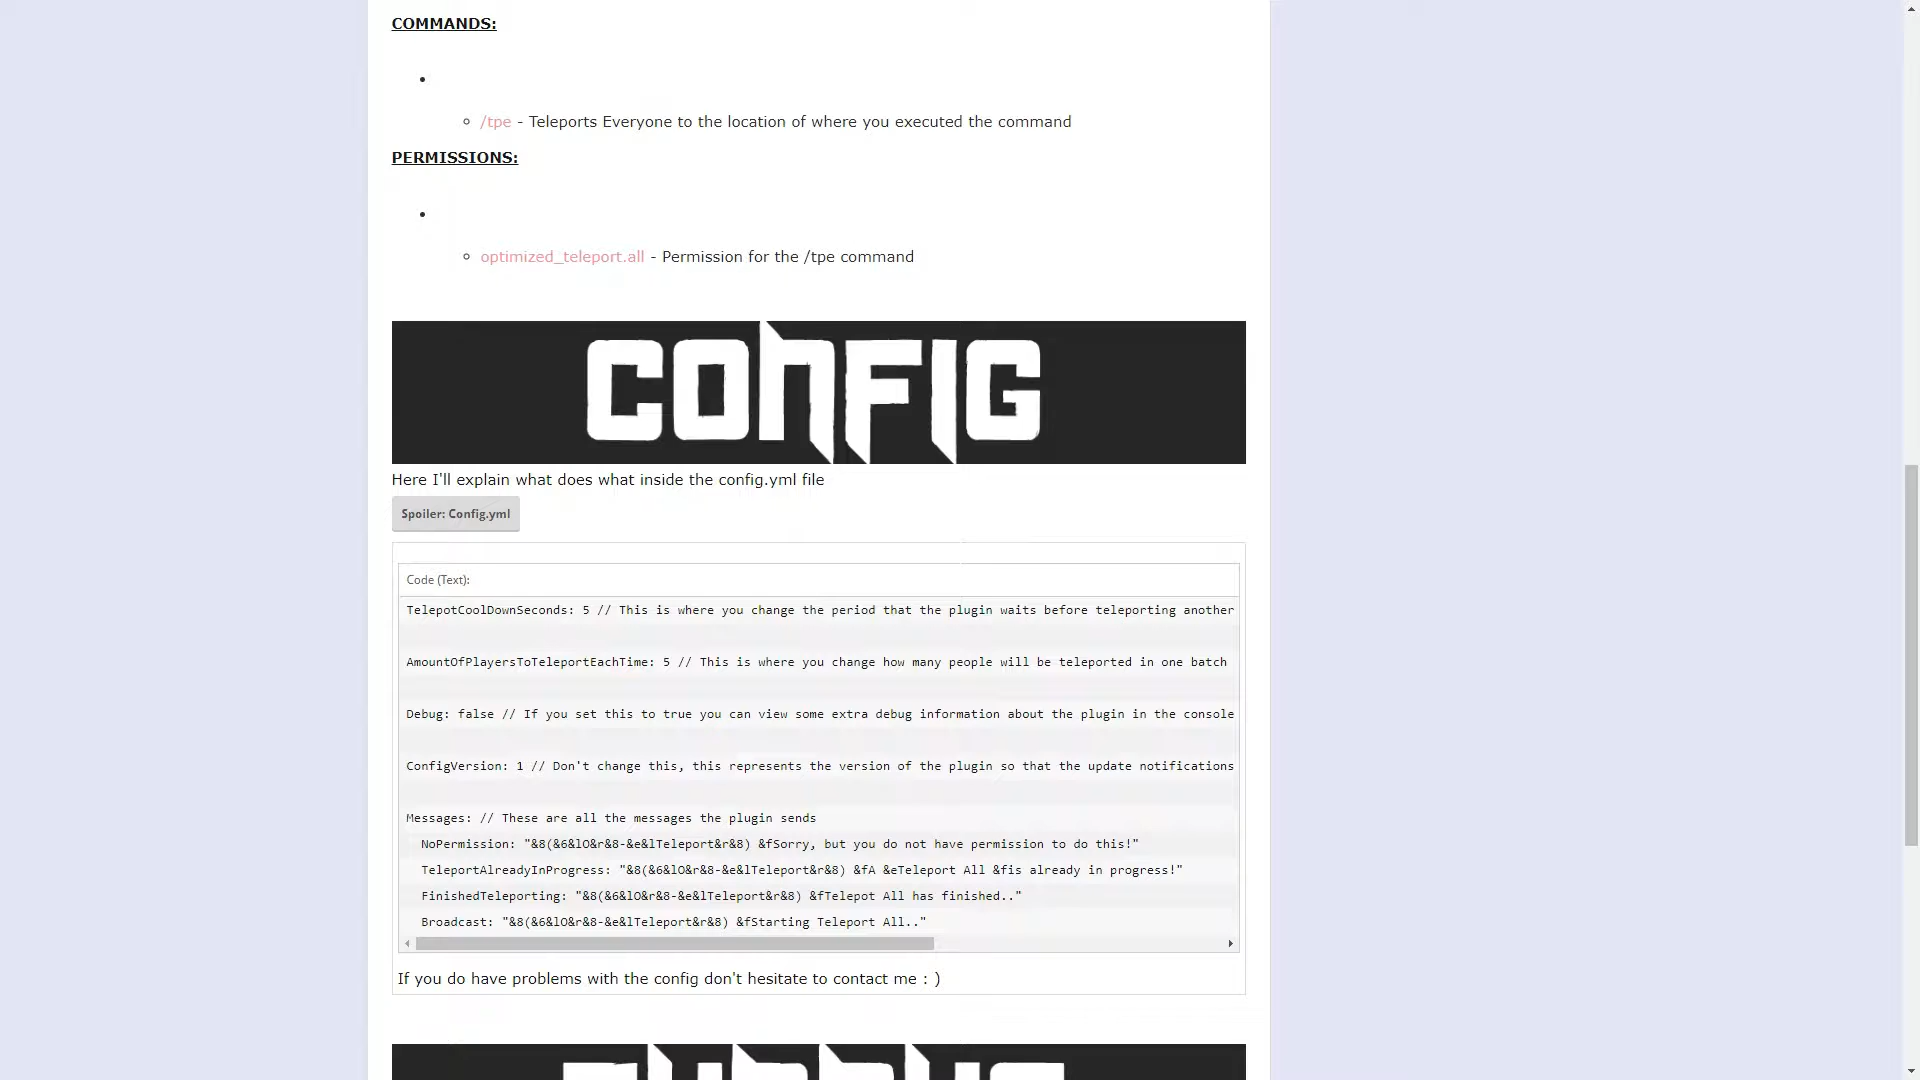 COMMANDS:
/tpe - Teleports Everyone to the location of where you executed the command
PERMISSIONS:
optimized_teleport.all - Permission for the /tpe command
CONFIG
Here I'll explain what does what inside the config.yml file
Spoiler: Config.yml
Code (Text):
TelepotCoolDownSeconds: 5 // This is where you change the period that the plugin waits before teleporting another
AmountOfPlayersToTeleportEachTime: 5 // This is where you change how many people will be teleported in one batch
Debug: false // If you set this to true you can view some extra debug information about the plugin in the console
ConfigVersion: 1 // Don't change this, this represents the version of the plugin so that the update notifications
Messages: // These are all the messages the plugin sends
NoPermission: "&8(&6&lO&r&8-&e&lTeleport&r&8) &fSorry, but you do not have permission to do this!"
TeleportAlreadyInProgress: "&8(&6&lO&r&8-&e&lTeleport&r&8) &fA &eTeleport All &fis already in progress!"
FinishedTeleporting: "&8(&6&lO&r&8-&e&lTeleport&r&8) &fTelepot All has finished.."
Broadcast: "&8(&6&lO&r&8-&e&lTeleport&r&8) &fStarting Teleport All.."
If you do have problems with the config don't hesitate to contact me : )